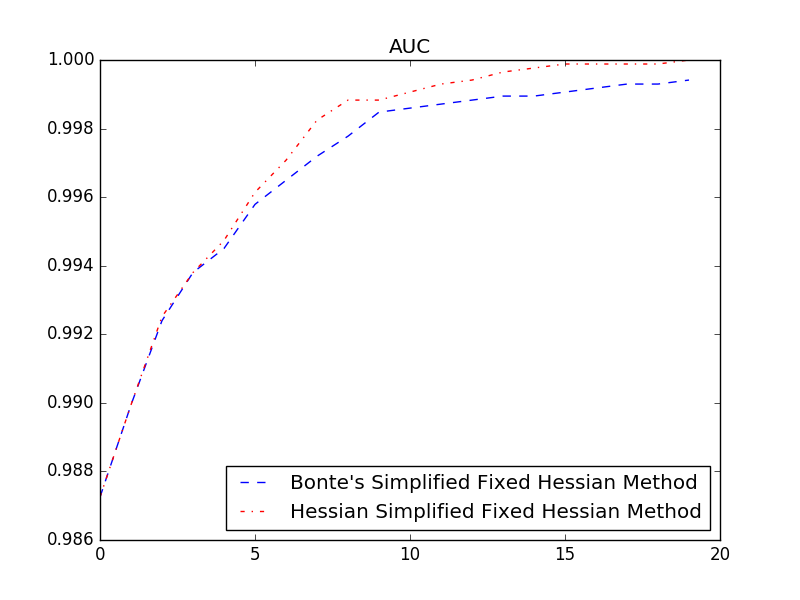 AUC
1.000
0.998
0.996
0.994
0.992
0.990
0.988
0.986
0 5 10 15 20
Bonte's Simplified Fixed Hessian Method
Hessian Simplified Fixed Hessian Method